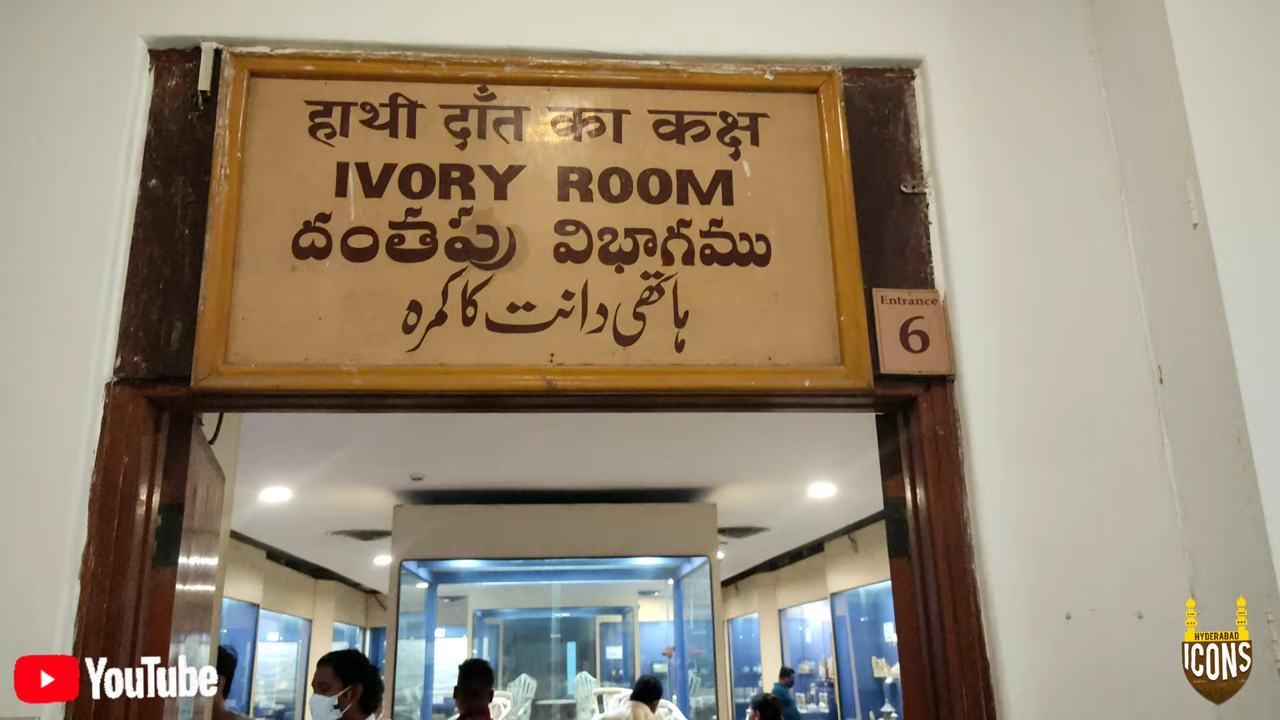 हाथी दाँत का कक्ष
IVORY ROOM
దంతపు విభాగము
ہاتھی دانت کا کمرہ
Entrance
6
YouTube
HYDERABAD
ICONS